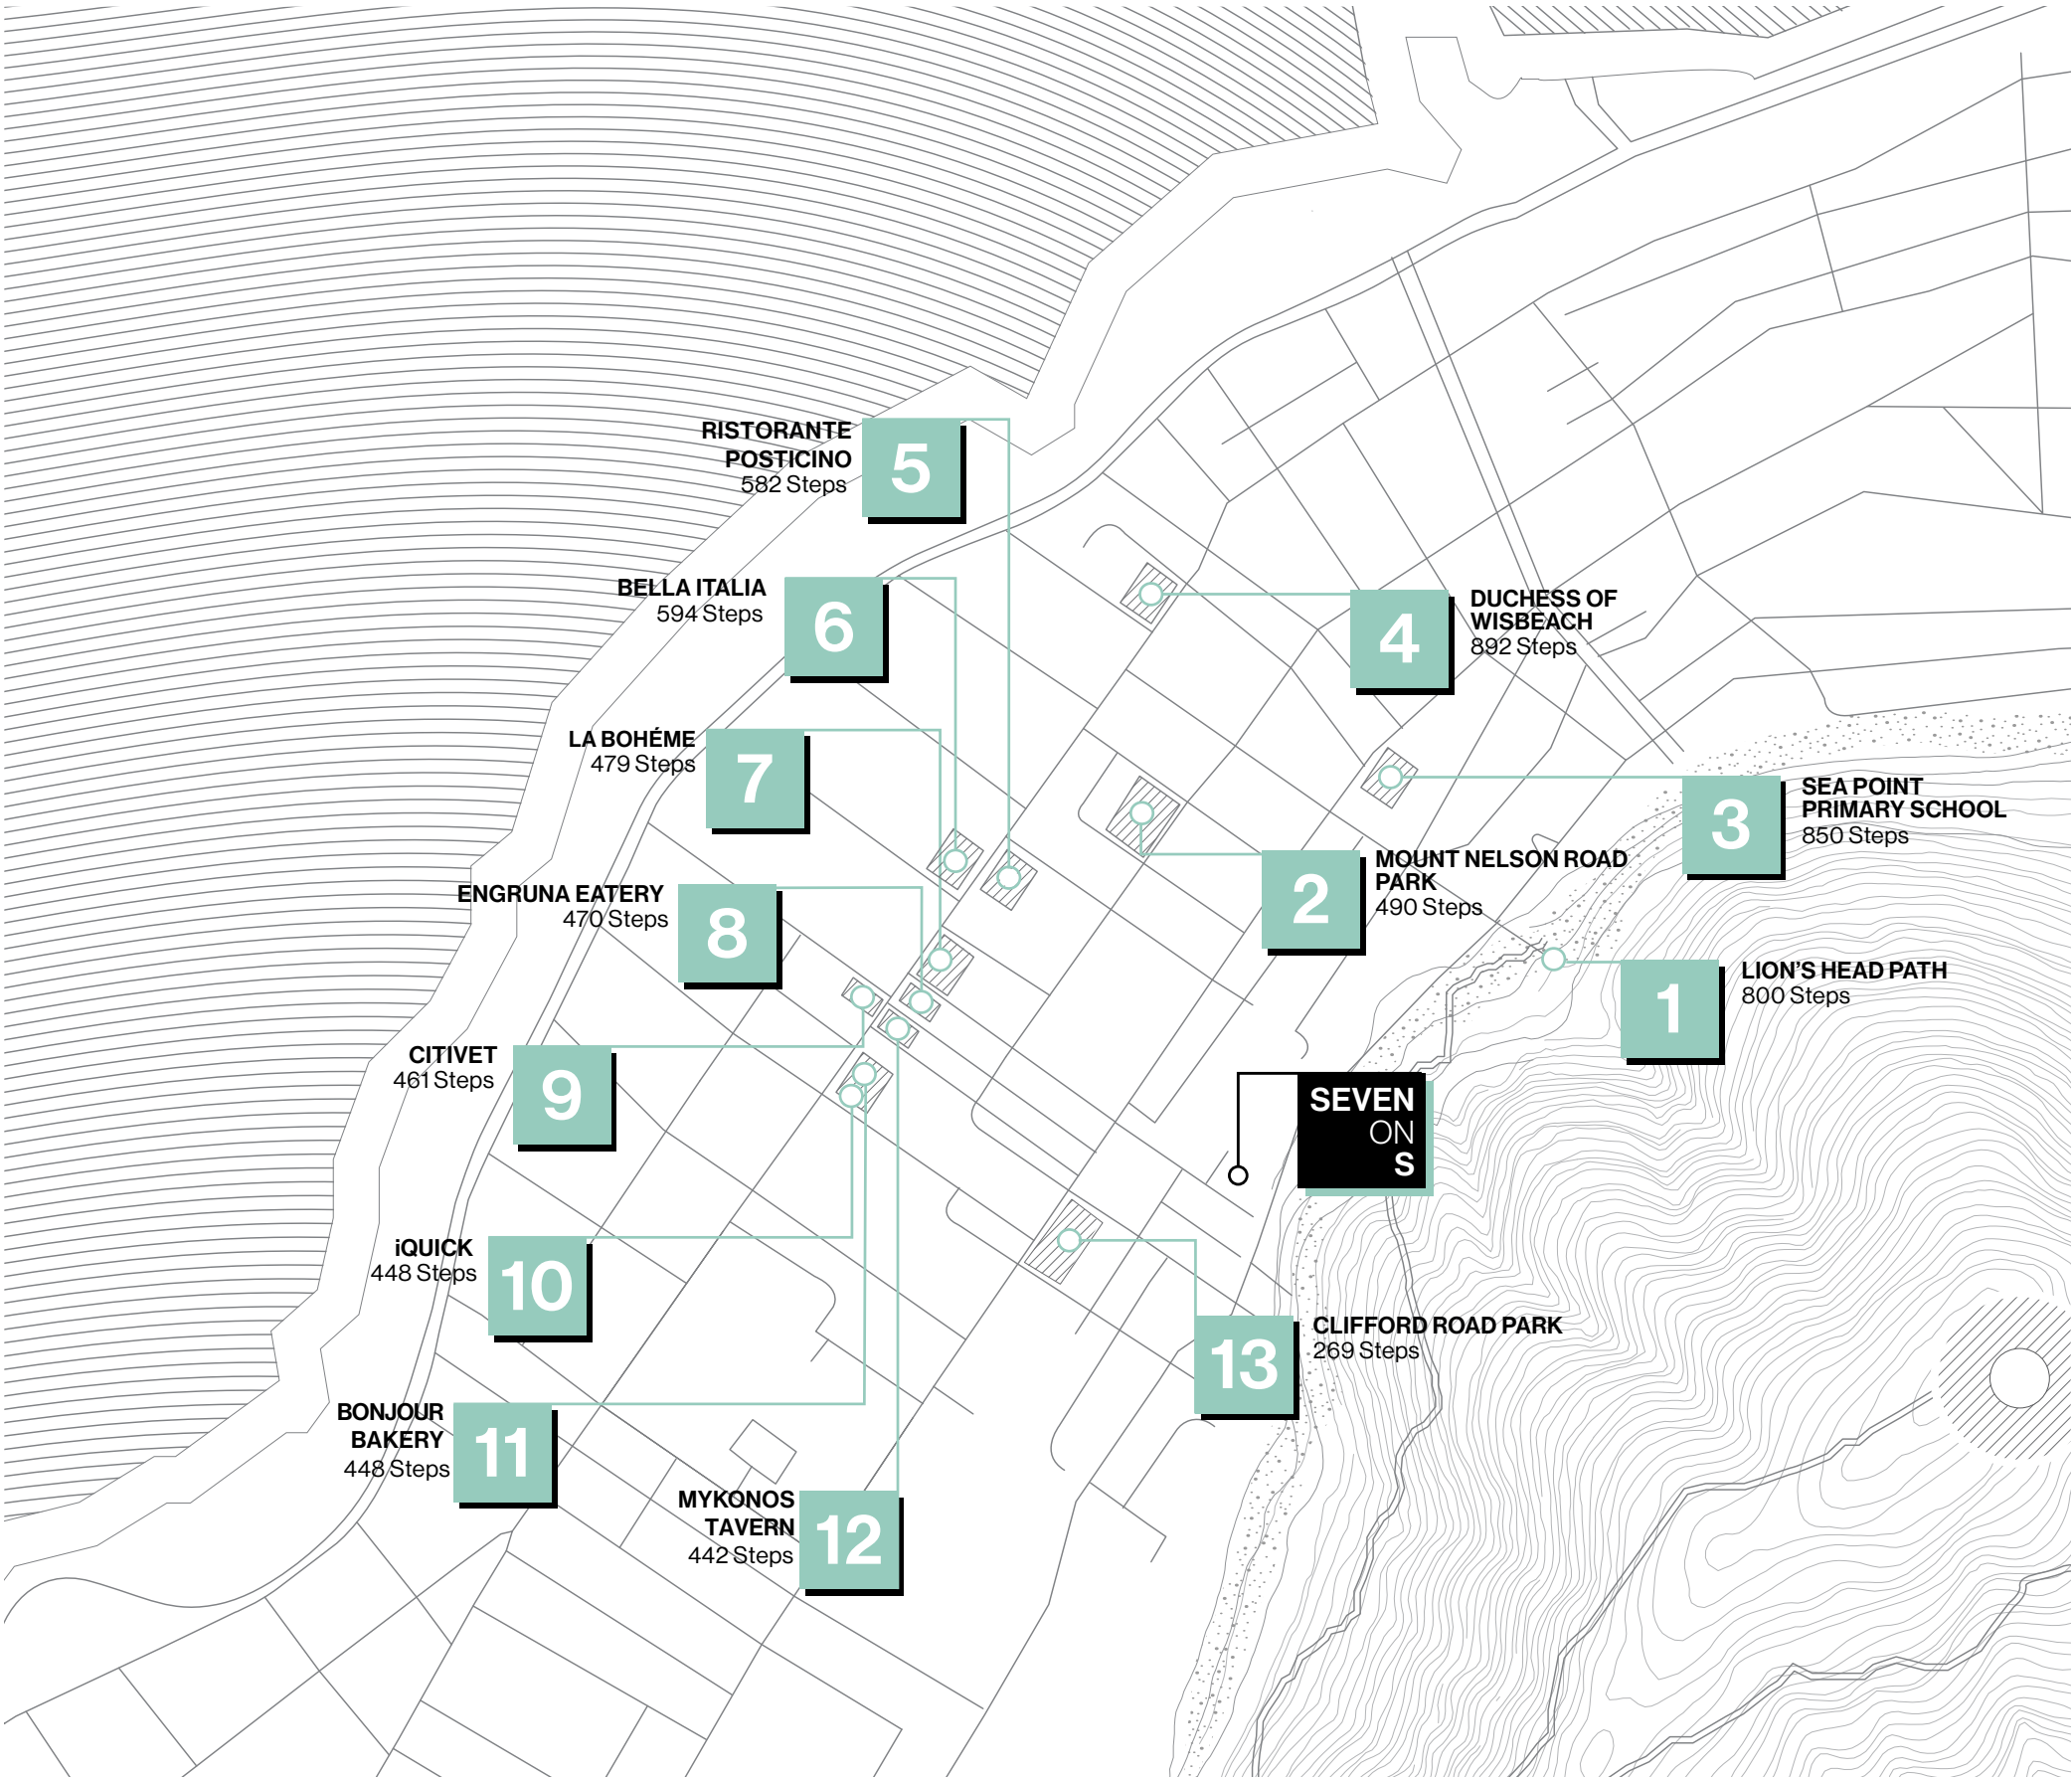 RISTORANTE
POSTICINO
582 Steps
5
BELLA ITALIA
594 Steps
6
DUCHESS OF
WISBEACH
892 Steps
4
LA BOHÉME
479 Steps
7
SEA POINT
PRIMARY SCHOOL
850 Steps
3
MOUNT NELSON ROAD
PARK
490 Steps
2
ENGRUNA EATERY
470 Steps
8
LION’S HEAD PATH
800 Steps
1
CITIVET
461 Steps
9
SEVEN
ON
S
iQUICK
448 Steps
10
CLIFFORD ROAD PARK
269 Steps
13
BONJOUR
BAKERY
448 Steps
11
MYKONOS
TAVERN
442 Steps
12